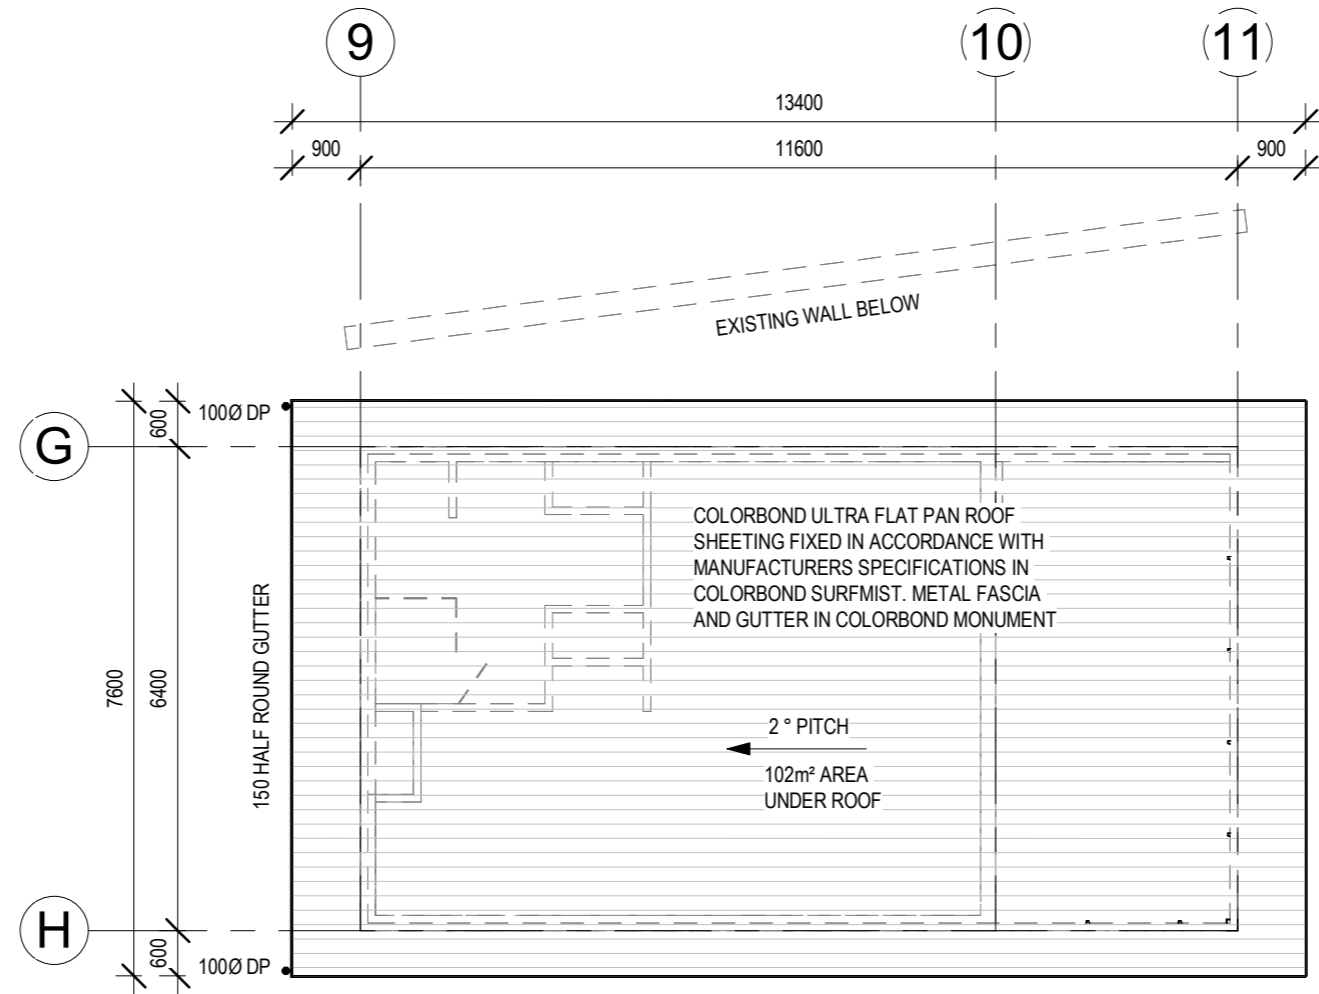 9
10
11
13400
900
11600
900
EXISTING WALL BELOW
G
600
100Ø DP
COLORBOND ULTRA FLAT PAN ROOF
SHEETING FIXED IN ACCORDANCE WITH
MANUFACTURERS SPECIFICATIONS IN
COLORBOND SURFMIST. METAL FASCIA
AND GUTTER IN COLORBOND MONUMENT
7600
6400
150 HALF ROUND GUTTER
2 ° PITCH
102m² AREA
UNDER ROOF
H
600
100Ø DP